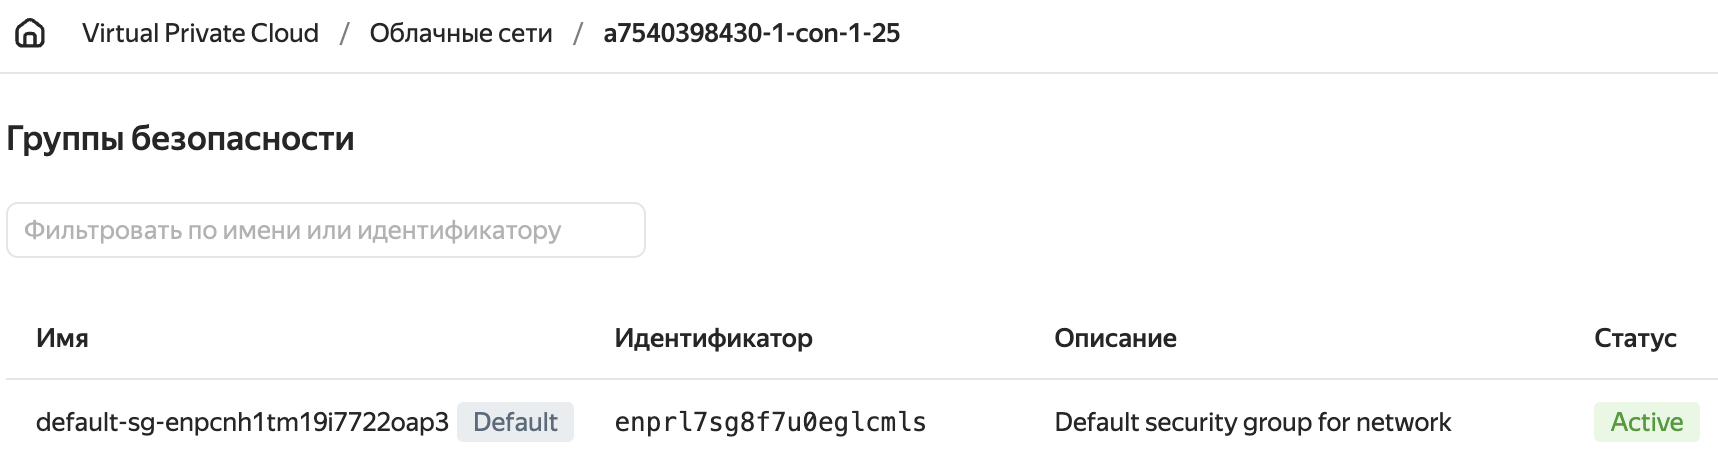 Virtual Private Cloud / Облачные сети / a7540398430-1-con-1-25
Группы безопасности
Фильтровать по имени или идентификатору
Имя Идентификатор Описание Статус
default-sg-enpcnh1tm19i7722oap3 Default enprl7sg8f7u0eglcmls Default security group for network Active